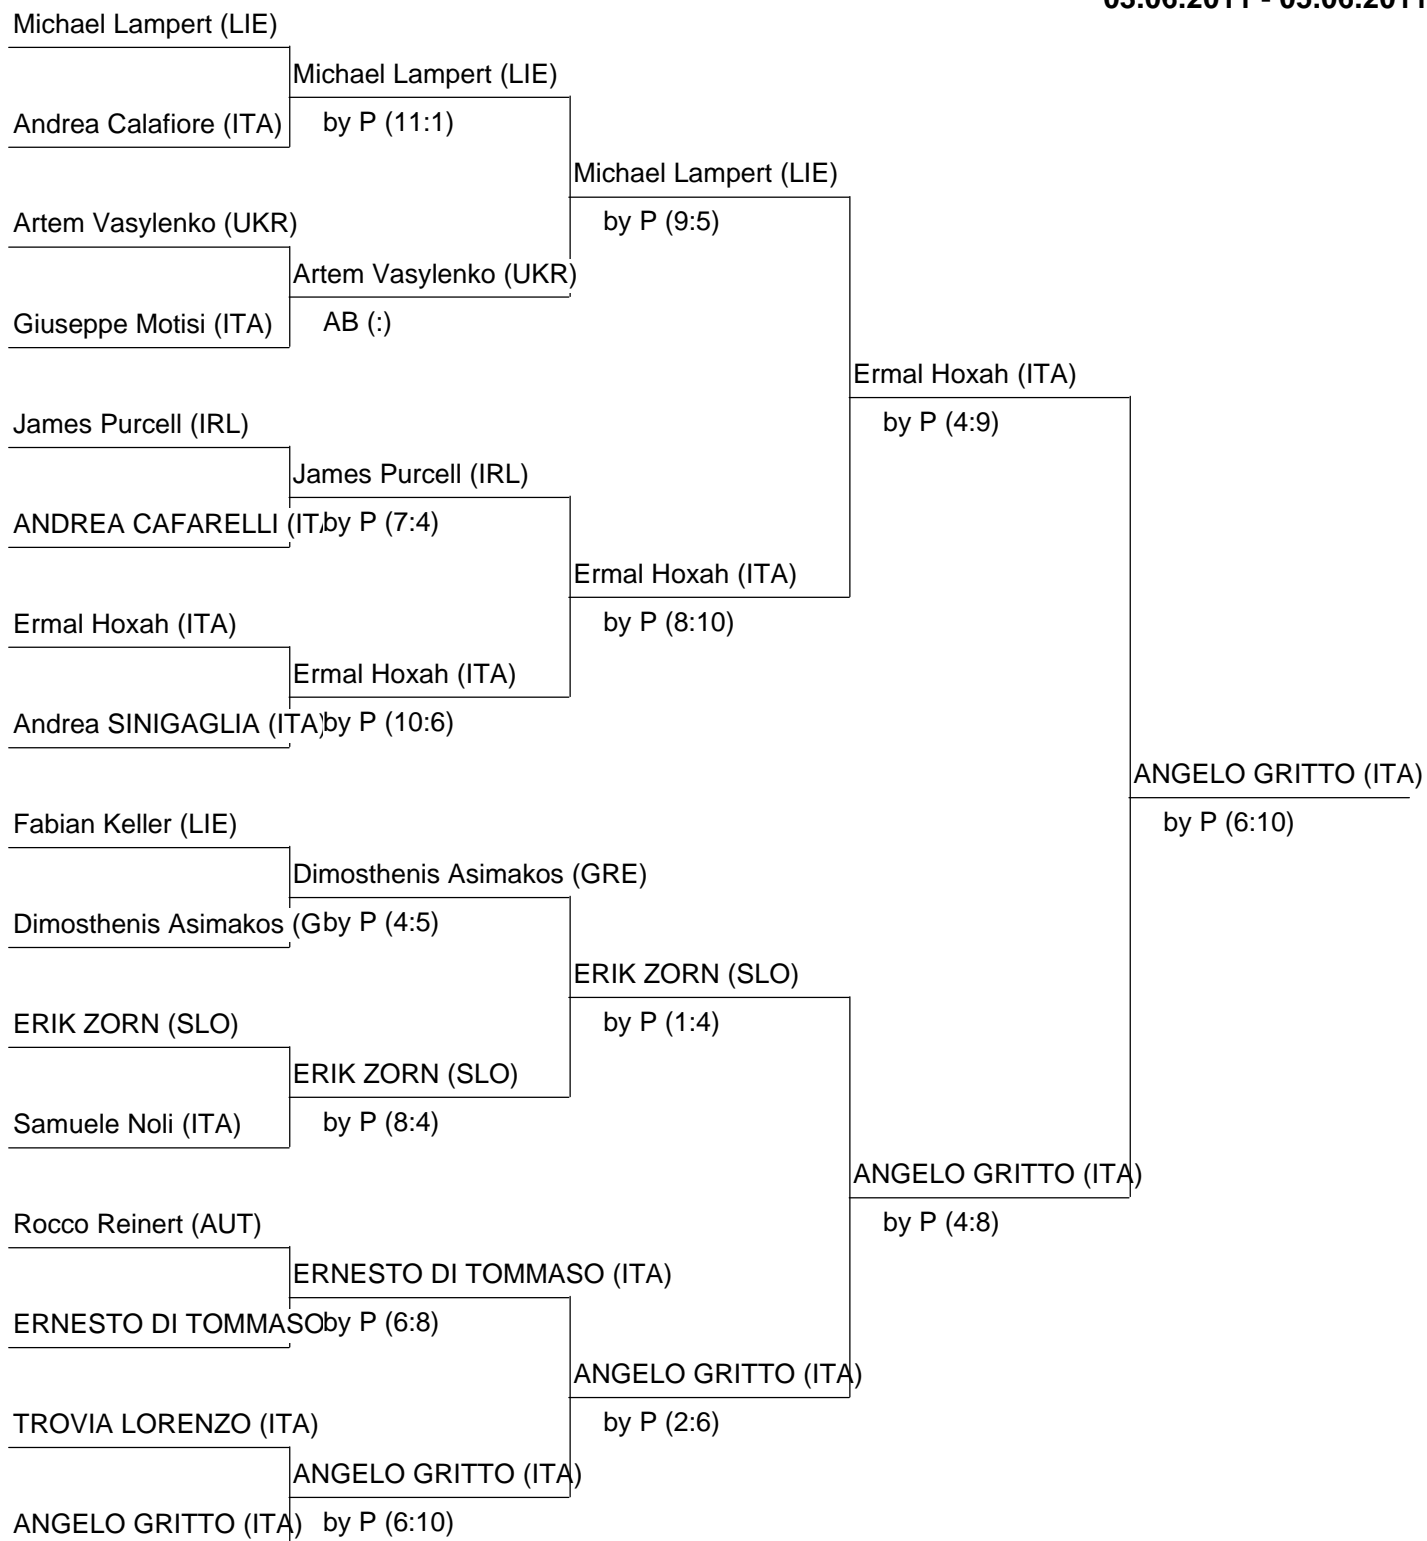 03.06.2011 - 05.06.2011
Michael Lampert (LIE)
Michael Lampert (LIE)
Andrea Calafiore (ITA)
by P (11:1)
Michael Lampert (LIE)
Artem Vasylenko (UKR)
by P (9:5)
Artem Vasylenko (UKR)
Giuseppe Motisi (ITA)
AB (:)
Ermal Hoxah (ITA)
James Purcell (IRL)
by P (4:9)
James Purcell (IRL)
ANDREA CAFARELLI (ITA
by P (7:4)
Ermal Hoxah (ITA)
Ermal Hoxah (ITA)
by P (8:10)
Ermal Hoxah (ITA)
Andrea SINIGAGLIA (ITA)
by P (10:6)
ANGELO GRITTO (ITA)
Fabian Keller (LIE)
by P (6:10)
Dimosthenis Asimakos (GRE)
Dimosthenis Asimakos (G
by P (4:5)
ERIK ZORN (SLO)
ERIK ZORN (SLO)
by P (1:4)
ERIK ZORN (SLO)
Samuele Noli (ITA)
by P (8:4)
ANGELO GRITTO (ITA)
Rocco Reinert (AUT)
by P (4:8)
ERNESTO DI TOMMASO (ITA)
ERNESTO DI TOMMASO
by P (6:8)
ANGELO GRITTO (ITA)
TROVIA LORENZO (ITA)
by P (2:6)
ANGELO GRITTO (ITA)
ANGELO GRITTO (ITA)
by P (6:10)